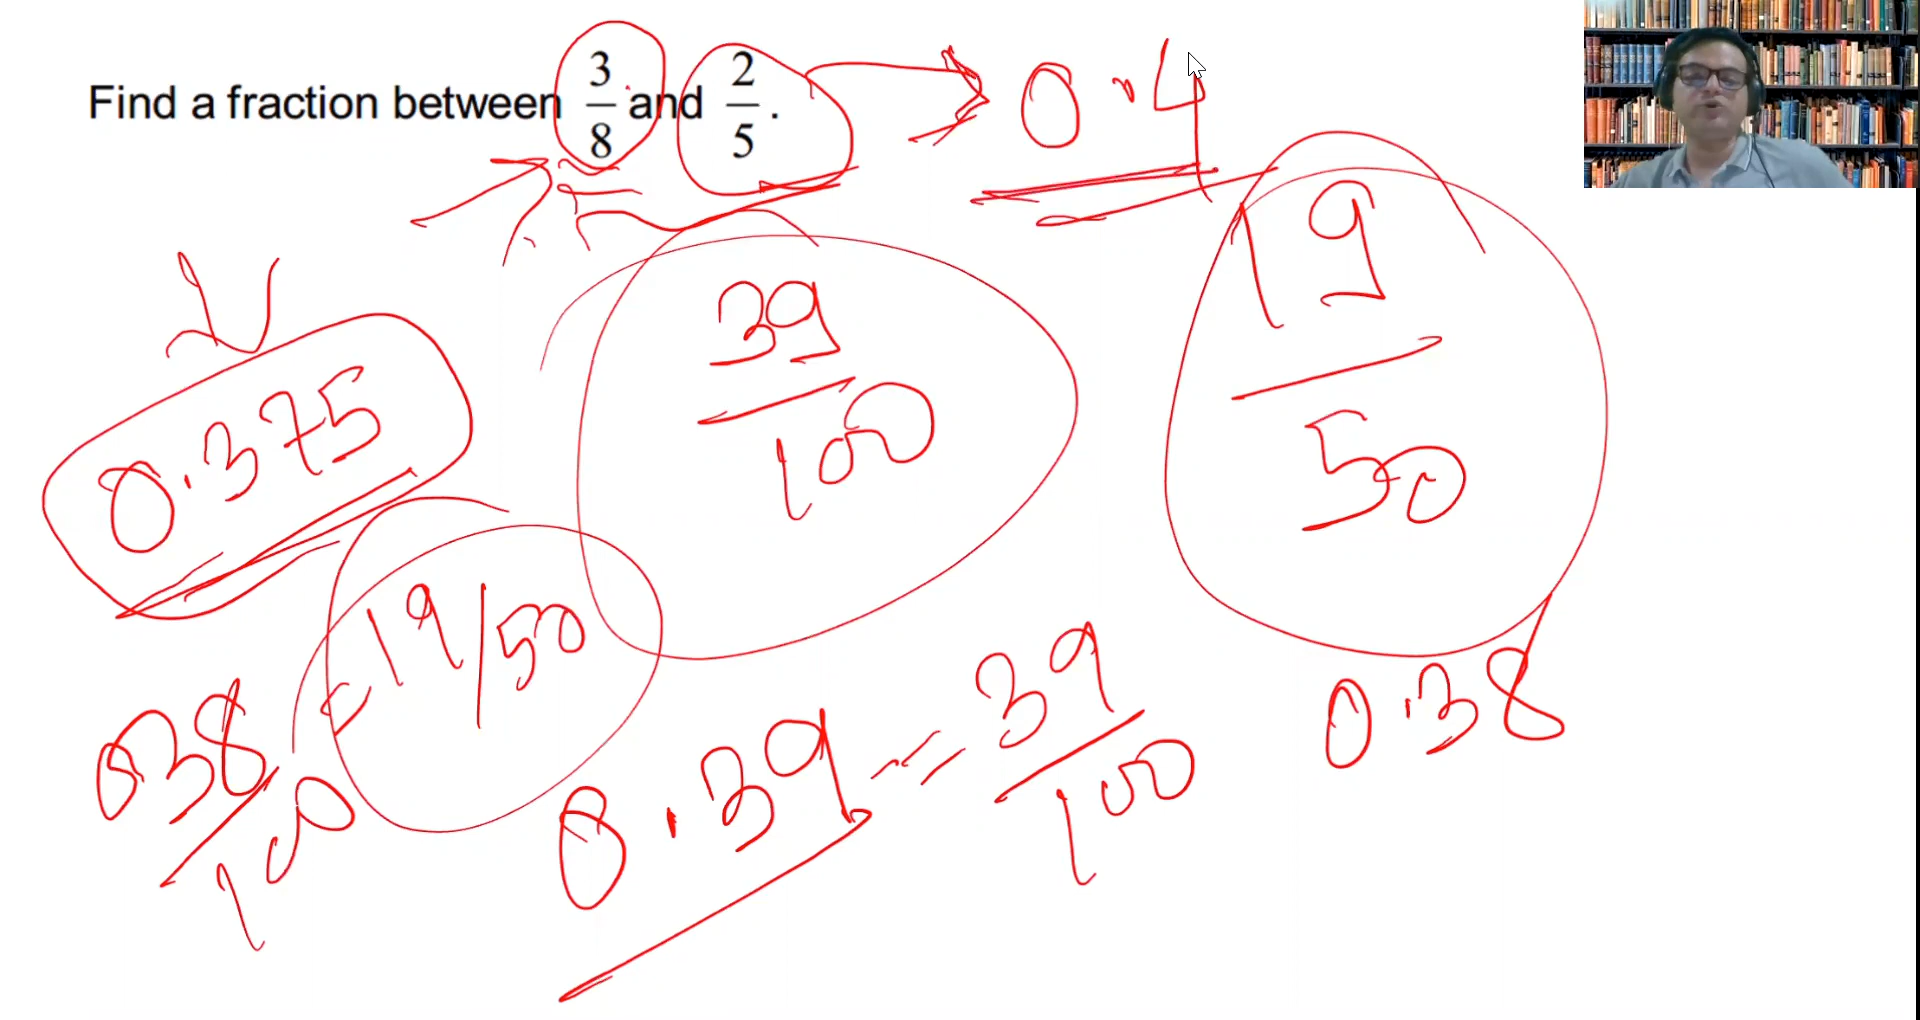 Find a fraction between 3/8 and 2/5.
0.4
0.375
39/100
19/50
038/100 = 19/50
0.39 = 39/100
0.38